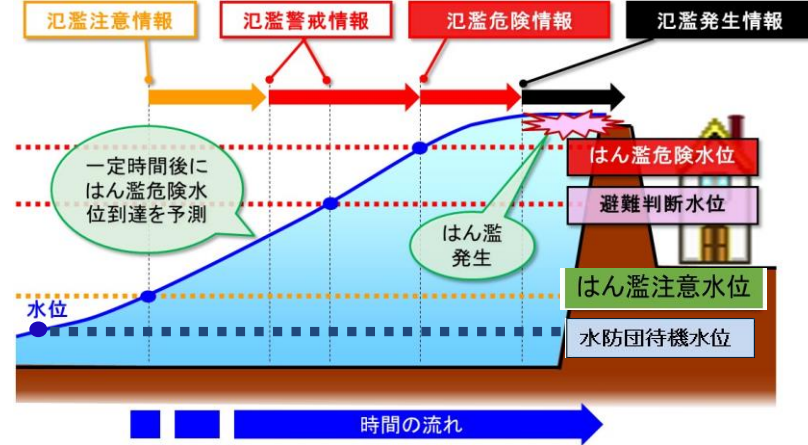 氾濫注意情報
氾濫警戒情報
氾濫危険情報
氾濫発生情報
一定時間後に
はん濫危険水
位到達を予測
はん濫
発生
はん濫危険水位
避難判断水位
はん濫注意水位
水位
水防団待機水位
時間の流れ